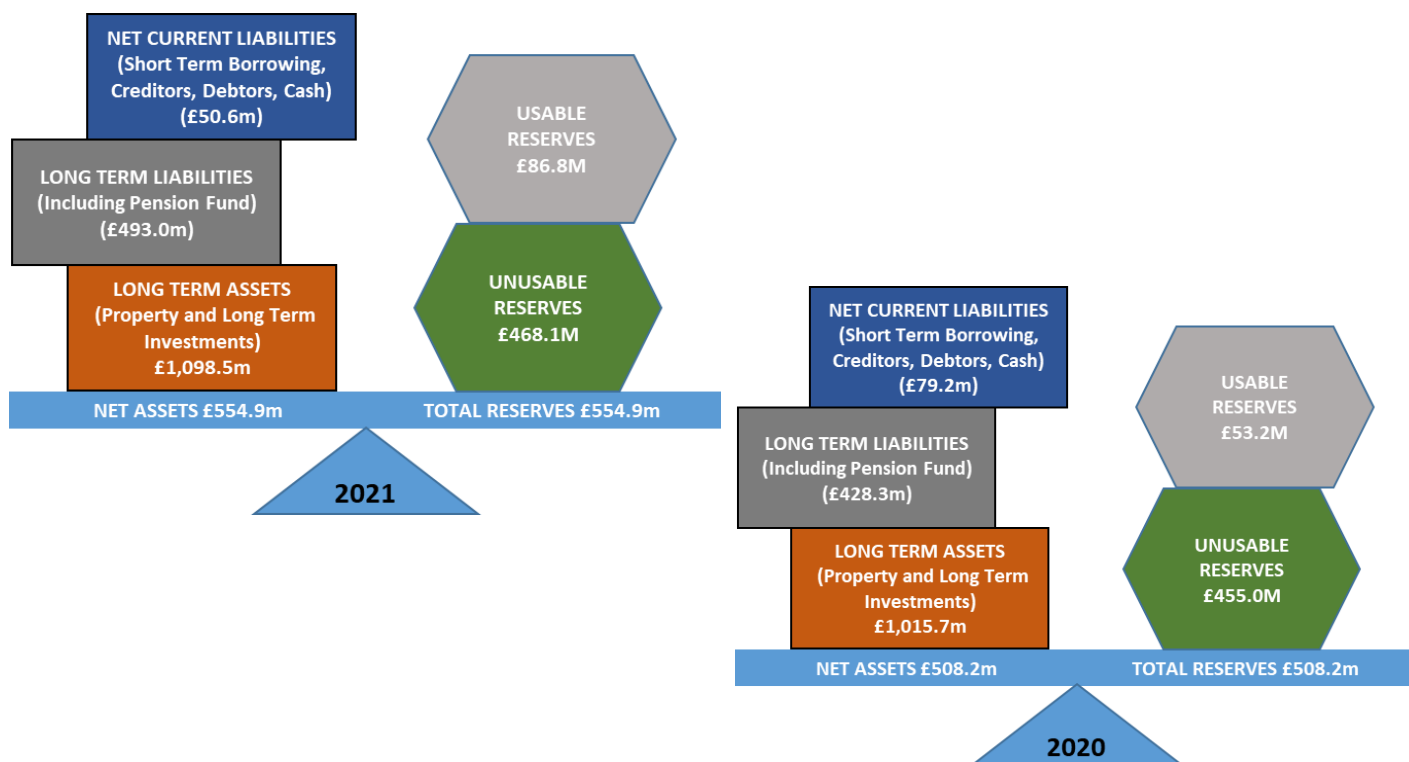 NET CURRENT LIABILITIES
(Short Term Borrowing,
Creditors, Debtors, Cash)
(£50.6m)
LONG TERM LIABILITIES
(Including Pension Fund)
(£493.0m)
LONG TERM ASSETS
(Property and Long Term
Investments)
£1,098.5m
USABLE
RESERVES
£86.8M
UNUSABLE
RESERVES
£468.1M
NET ASSETS £554.9m
TOTAL RESERVES £554.9m
2021
NET CURRENT LIABILITIES
(Short Term Borrowing,
Creditors, Debtors, Cash)
(£79.2m)
LONG TERM LIABILITIES
(Including Pension Fund)
(£428.3m)
LONG TERM ASSETS
(Property and Long Term
Investments)
£1,015.7m
USABLE
RESERVES
£53.2M
UNUSABLE
RESERVES
£455.0M
NET ASSETS £508.2m
TOTAL RESERVES £508.2m
2020